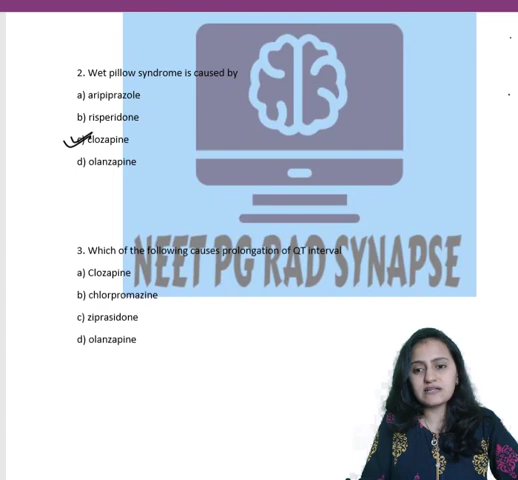 2. Wet pillow syndrome is caused by
a) aripiprazole
b) risperidone
c) clozapine
d) olanzapine
3. Which of the following causes prolongation of QT interval
NEET PG RAD SYNAPSE
a) Clozapine
b) chlorpromazine
c) ziprasidone
d) olanzapine